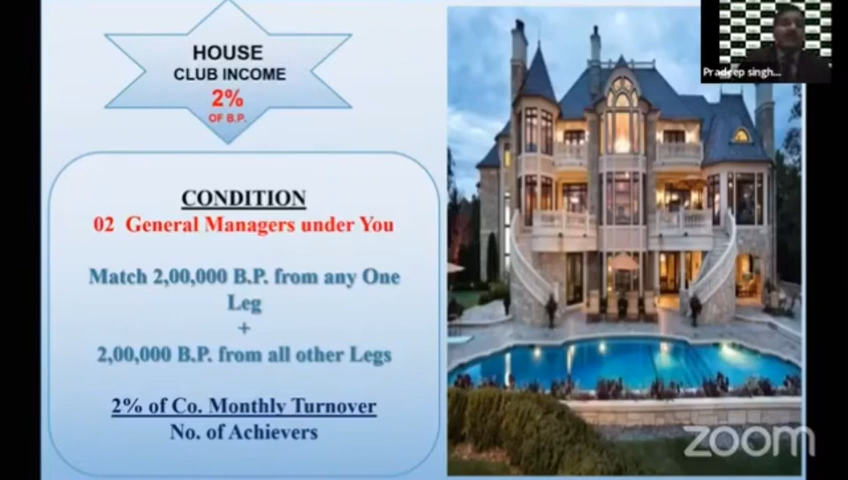 HOUSE
CLUB INCOME
2%
OF B.P.
Pradeep singh...
CONDITION
02 General Managers under You
Match 2,00,000 B.P. from any One
Leg
+
2,00,000 B.P. from all other Legs
2% of Co. Monthly Turnover
No. of Achievers
zoom